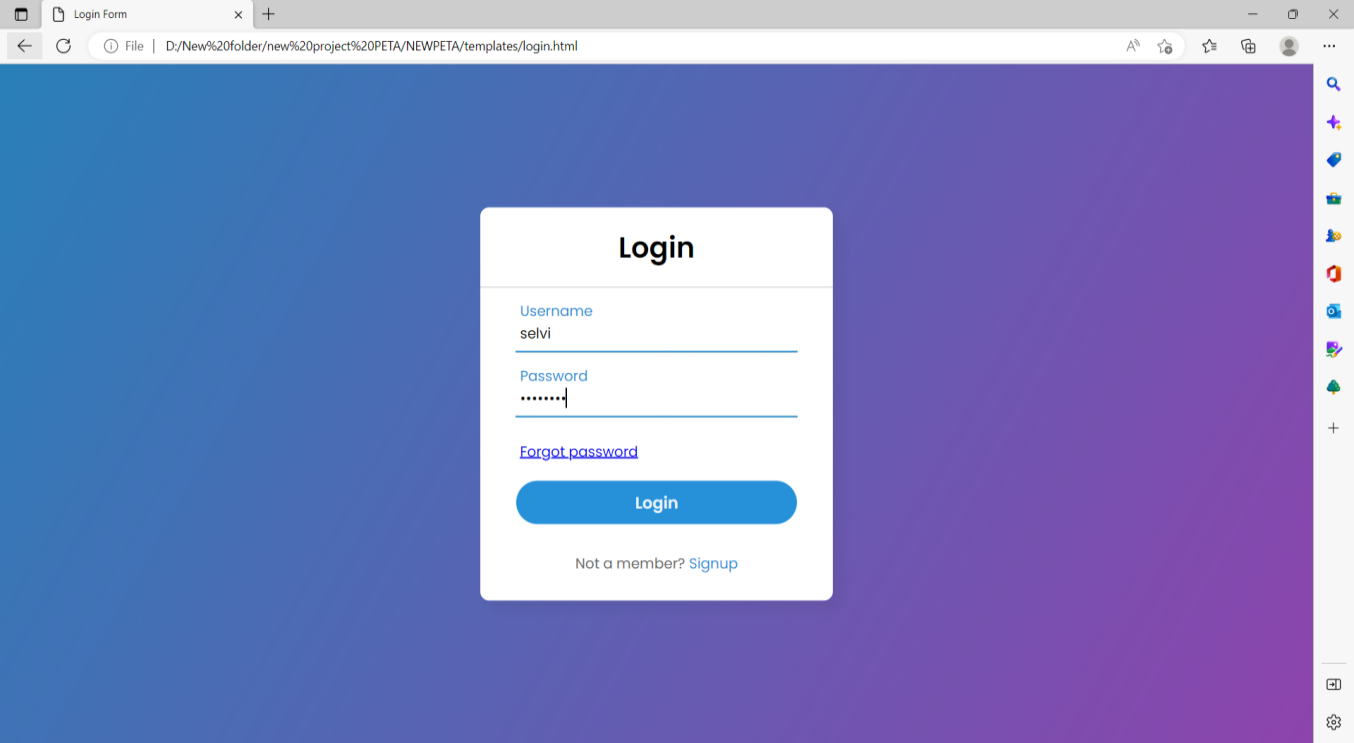 Login Form
File
D:/New%20folder/new%20project%20PETA/NEWPETA/templates/login.html
Login
Username
selvi
Password
••••••••
Forgot password
Login
Not a member? Signup